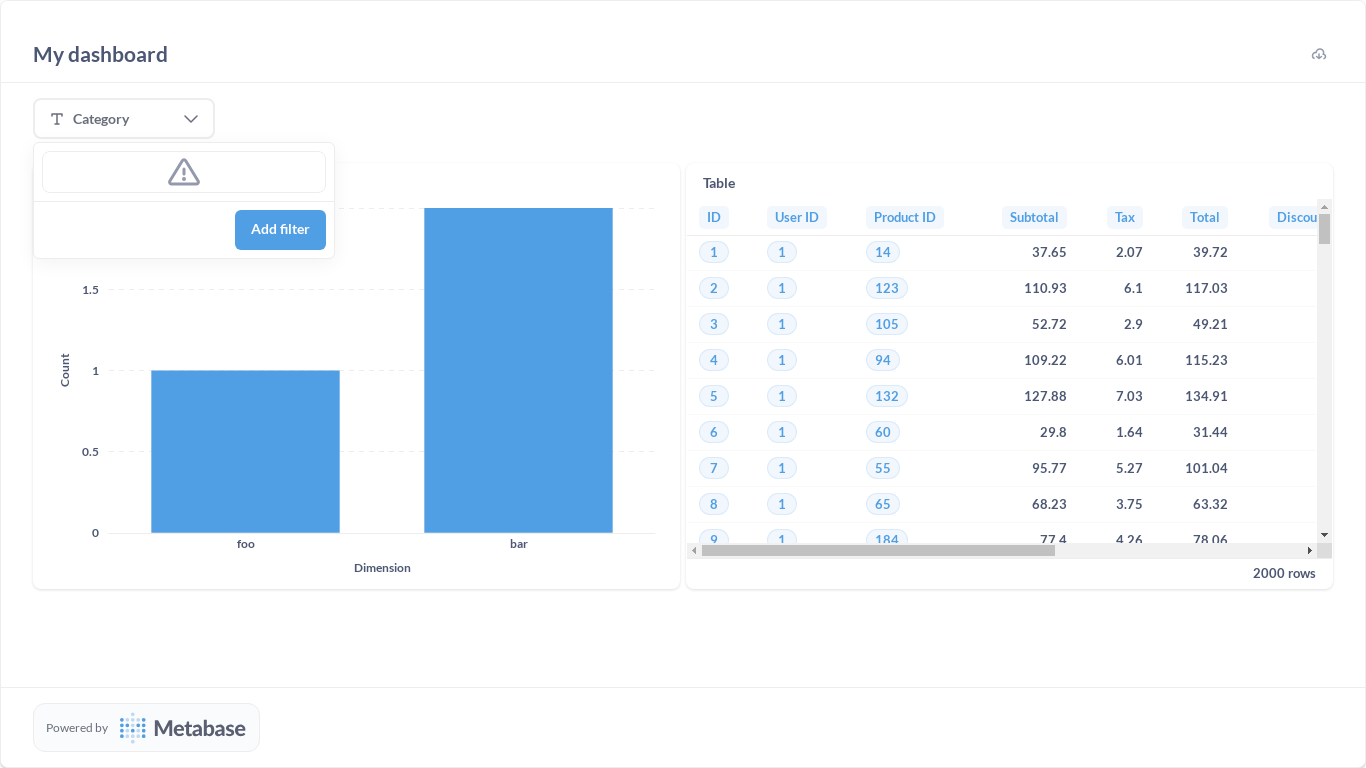 My dashboard
Category
Add filter
1.5
1
0.5
0
Count
foo
bar
Dimension
Table
ID User ID Product ID Subtotal Tax Total Discou
1 1 14 37.65 2.07 39.72
2 1 123 110.93 6.1 117.03
3 1 105 52.72 2.9 49.21
4 1 94 109.22 6.01 115.23
5 1 132 127.88 7.03 134.91
6 1 60 29.8 1.64 31.44
7 1 55 95.77 5.27 101.04
8 1 65 68.23 3.75 63.32
9 1 184 77.4 4.26 78.06
2000 rows
Powered by Metabase